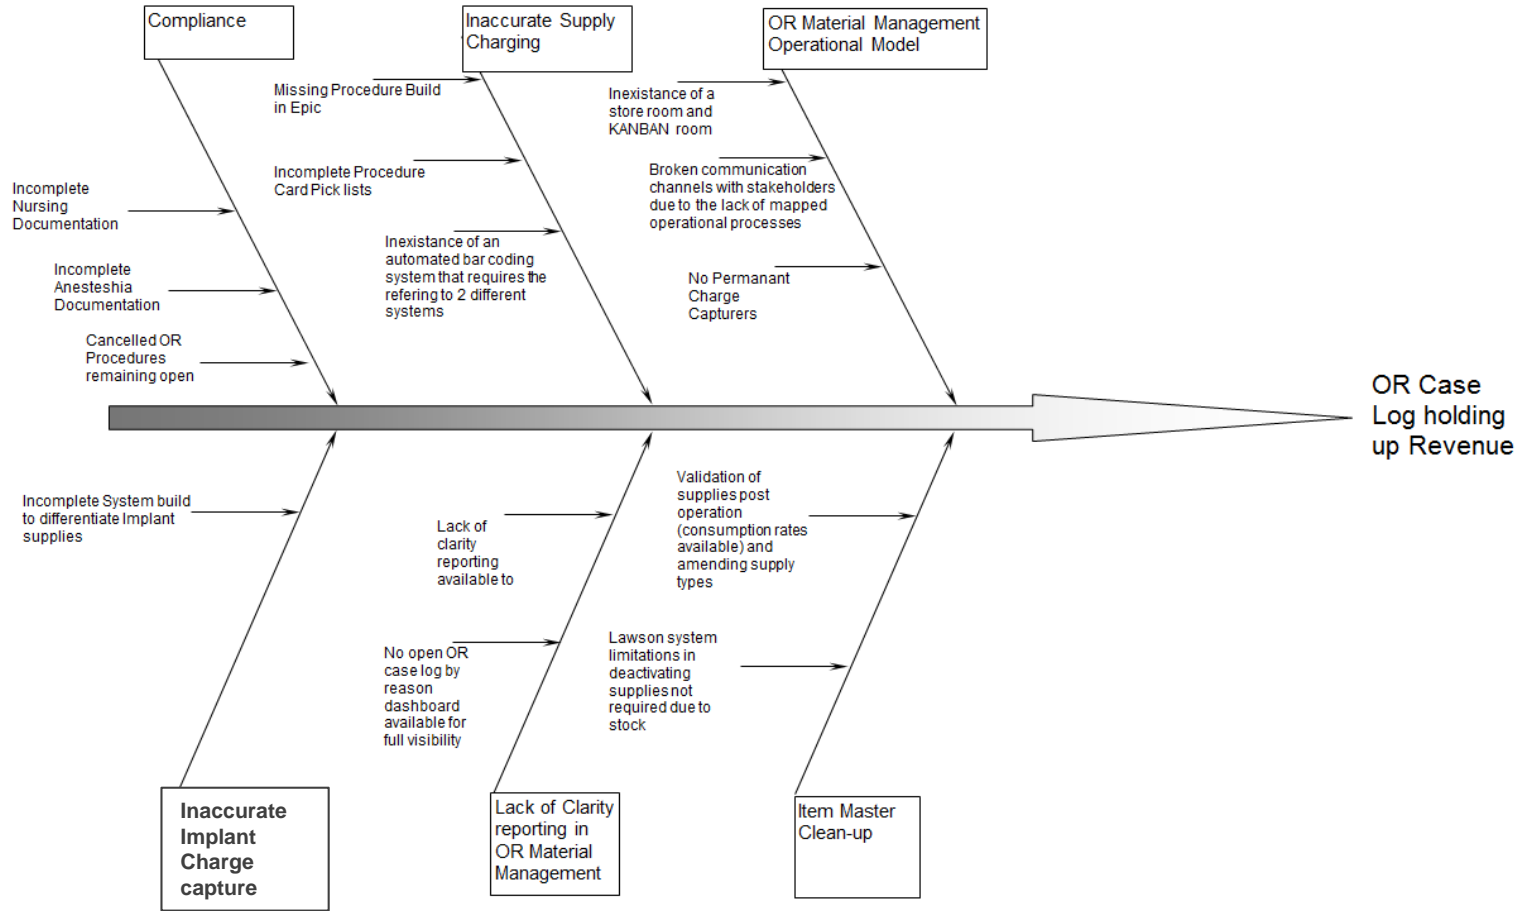 Compliance
Inaccurate Supply
Charging
OR Material Management
Operational Model
Missing Procedure Build
in Epic
Inexistance of a
store room and
KANBAN room
Incomplete Procedure
Card Pick lists
Broken communication
channels with stakeholders
due to the lack of mapped
operational processes
Incomplete
Nursing
Documentation
Inexistance of an
automated bar coding
system that requires the
refering to 2 different
systems
Incomplete
Anesteshia
Documentation
No Permanant
Charge
Capturers
Cancelled OR
Procedures
remaining open
OR Case
Log holding
up Revenue
Incomplete System build
to differentiate Implant
supplies
Lack of
clarity
reporting
available to
Validation of
supplies post
operation
(consumption rates
available) and
amending supply
types
No open OR
case log by
reason
dashboard
available for
full visibility
Lawson system
limitations in
deactivating
supplies not
required due to
stock
Inaccurate
Implant
Charge
capture
Lack of Clarity
reporting in
OR Material
Management
Item Master
Clean-up